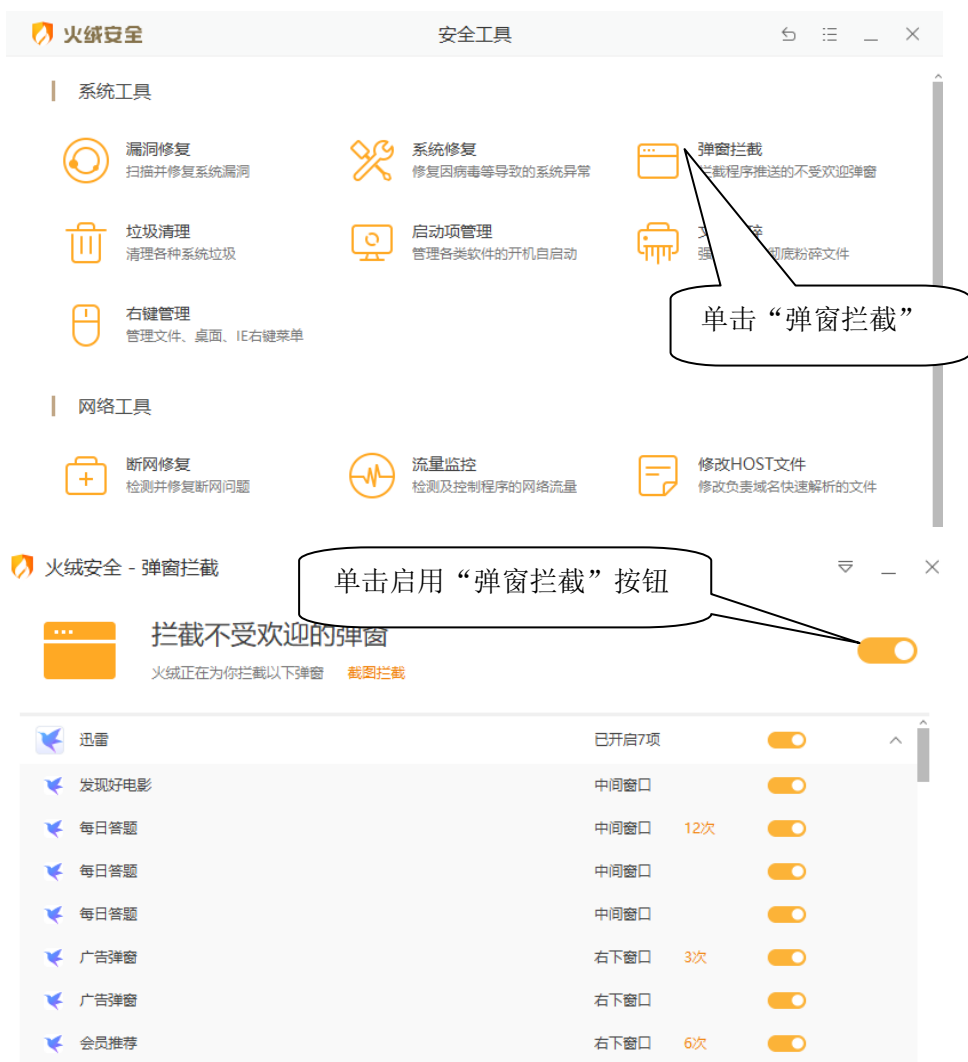 火绒安全
安全工具
系统工具
漏洞修复
扫描并修复系统漏洞
系统修复
修复因病毒等导致的系统异常
弹窗拦截
拦截程序推送的不受欢迎弹窗
垃圾清理
清理各种系统垃圾
启动项管理
管理各类软件的开机自启动
强 彻底粉碎文件
右键管理
管理文件、桌面、IE右键菜单
单击“弹窗拦截”
网络工具
断网修复
检测并修复断网问题
流量监控
检测及控制程序的网络流量
修改HOST文件
修改负责域名快速解析的文件
火绒安全 - 弹窗拦截
单击启用“弹窗拦截”按钮
拦截不受欢迎的弹窗
火绒正在为你拦截以下弹窗 截图拦截
迅雷 已开启7项
发现好电影 中间窗口
每日答题 中间窗口 12次
每日答题 中间窗口
每日答题 中间窗口
广告弹窗 右下窗口 3次
广告弹窗 右下窗口
会员推荐 右下窗口 6次